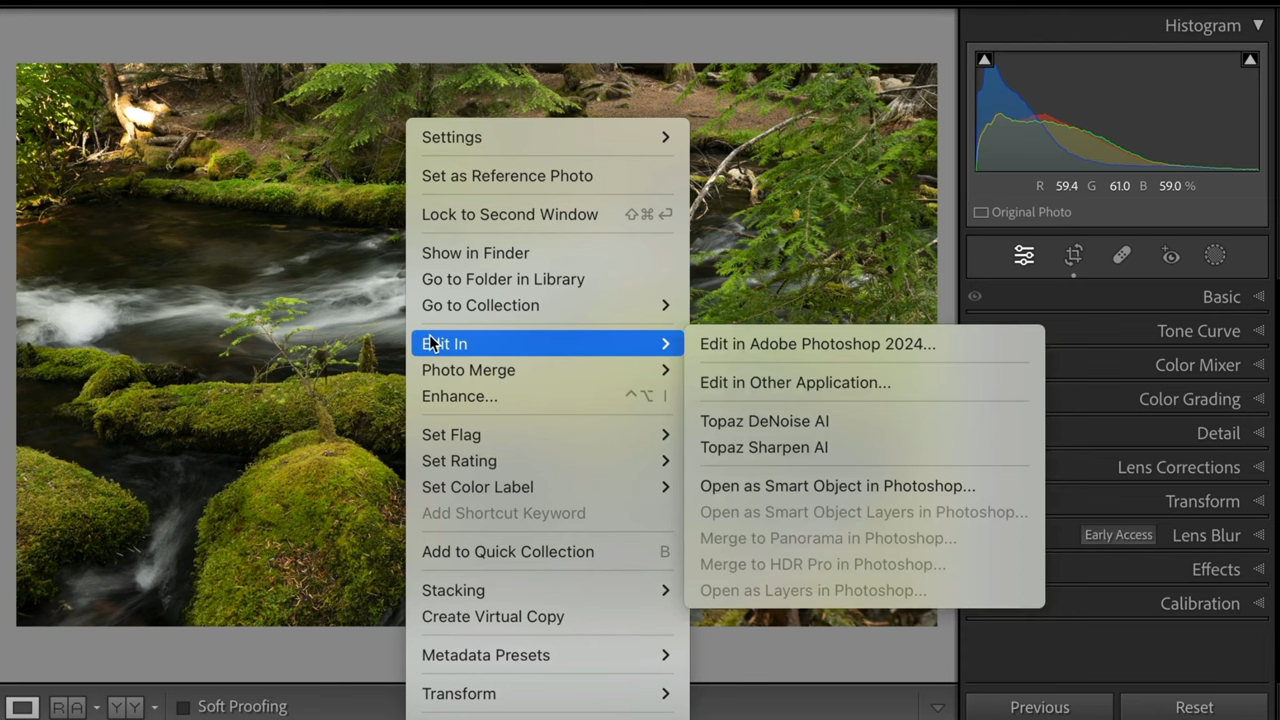 Histogram
Settings
Set as Reference Photo
Lock to Second Window ⇧⌘↩
Show in Finder
Go to Folder in Library
Go to Collection
Edit In
Photo Merge
Enhance... ^⌥ I
Set Flag
Set Rating
Set Color Label
Add Shortcut Keyword
Add to Quick Collection B
Stacking
Create Virtual Copy
Metadata Presets
Transform
Edit in Adobe Photoshop 2024...
Edit in Other Application...
Topaz DeNoise AI
Topaz Sharpen AI
Open as Smart Object in Photoshop...
Open as Smart Object Layers in Photoshop...
Merge to Panorama in Photoshop...
Merge to HDR Pro in Photoshop...
Open as Layers in Photoshop...
R 59.4 G 61.0 B 59.0 %
Original Photo
Basic
Tone Curve
Color Mixer
Color Grading
Detail
Lens Corrections
Transform
Early Access Lens Blur
Effects
Calibration
R A Y Y Soft Proofing
Previous Reset